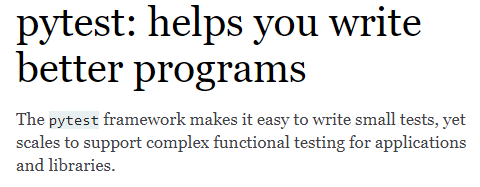 pytest: helps you write
better programs
The pytest framework makes it easy to write small tests, yet
scales to support complex functional testing for applications
and libraries.